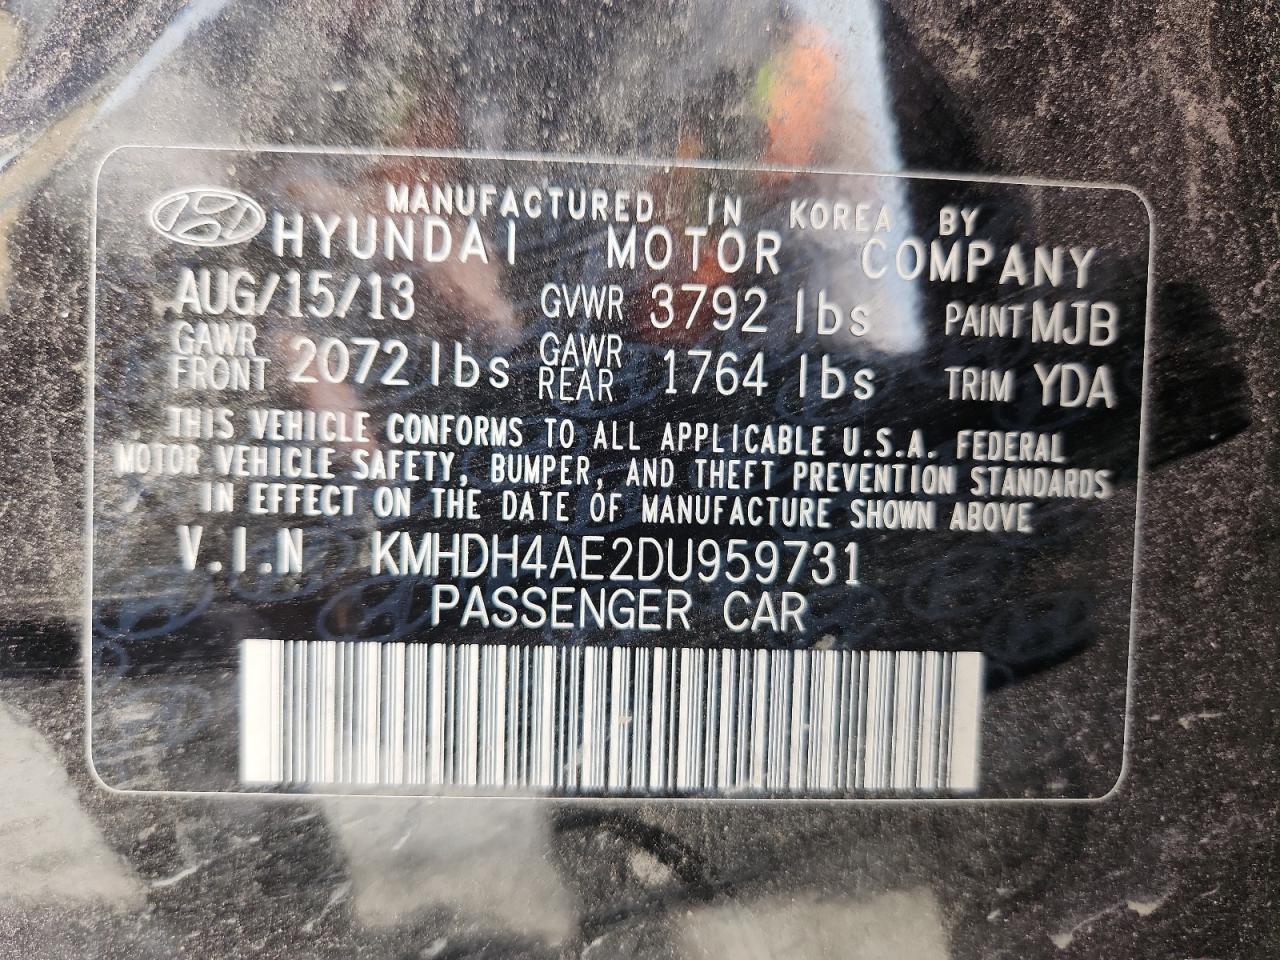 MANUFACTURED IN KOREA BY
HYUNDAI MOTOR COMPANY
AUG/15/13 GVWR 3792 lbs PAINT MJB
GAWR FRONT 2072 lbs GAWR REAR 1764 lbs TRIM YDA
THIS VEHICLE CONFORMS TO ALL APPLICABLE U.S.A. FEDERAL
MOTOR VEHICLE SAFETY, BUMPER, AND THEFT PREVENTION STANDARDS
IN EFFECT ON THE DATE OF MANUFACTURE SHOWN ABOVE
V.I.N KMHDH4AE2DU959731
PASSENGER CAR